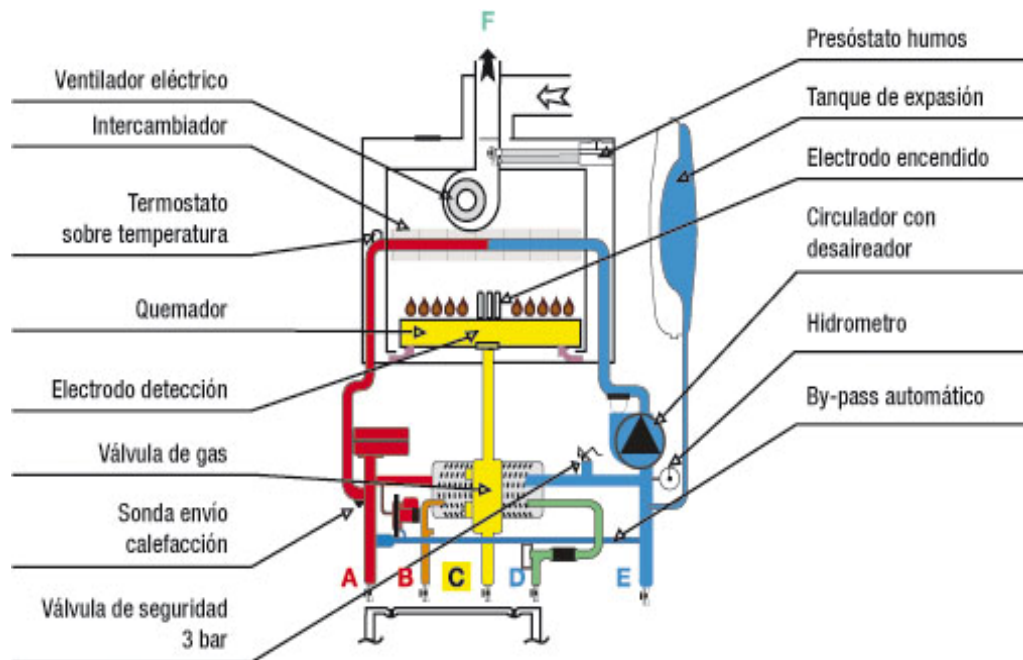 F
Ventilador eléctrico
Intercambiador
Termostato
sobre temperatura
Quemador
Electrodo detección
Válvula de gas
Sonda envío
calefacción
Válvula de seguridad
3 bar
Presóstato humos
Tanque de expasión
Electrodo encendido
Circulador con
desaireador
Hidrometro
By-pass automático
A B C D E